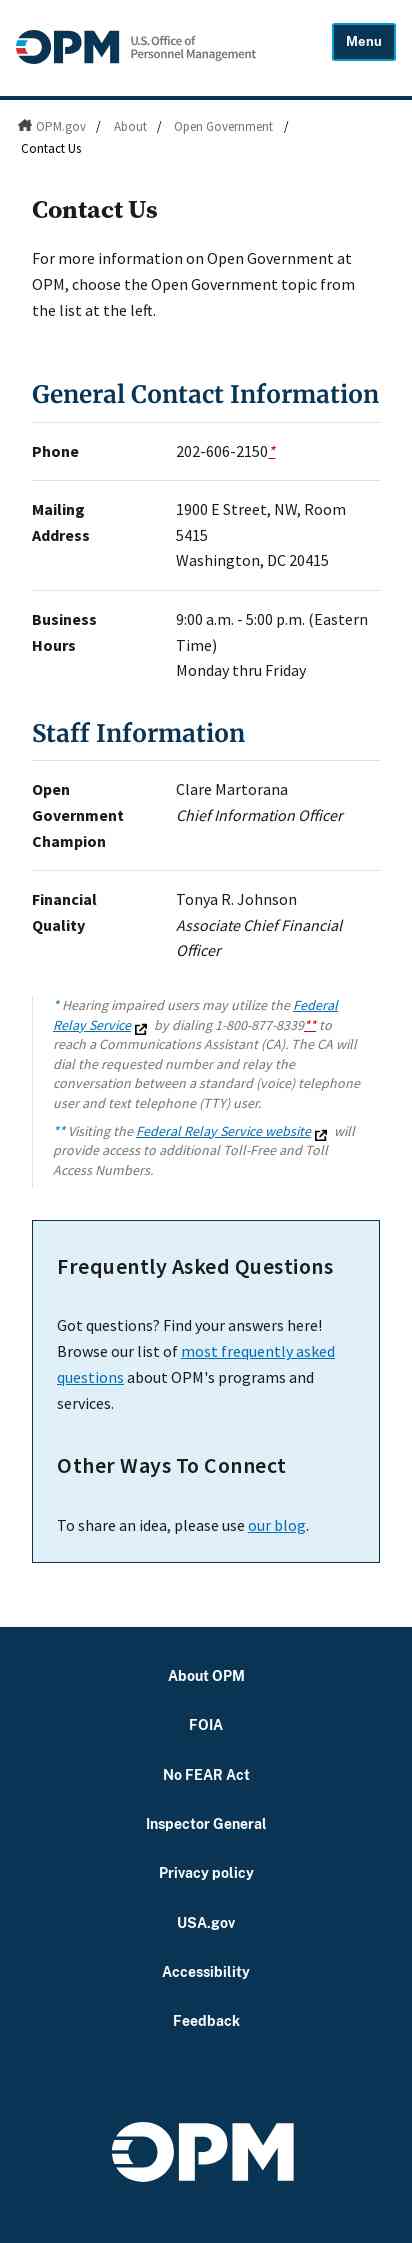 OPM
U.S. Office of
Personnel Management
Menu
OPM.gov / About / Open Government /
Contact Us
Contact Us
For more information on Open Government at
OPM, choose the Open Government topic from
the list at the left.
General Contact Information
Phone
202-606-2150*
Mailing
Address
1900 E Street, NW, Room
5415
Washington, DC 20415
Business
Hours
9:00 a.m. - 5:00 p.m. (Eastern
Time)
Monday thru Friday
Staff Information
Open
Government
Champion
Clare Martorana
Chief Information Officer
Financial
Quality
Tonya R. Johnson
Associate Chief Financial
Officer
* Hearing impaired users may utilize the Federal
Relay Service by dialing 1-800-877-8339** to
reach a Communications Assistant (CA). The CA will
dial the requested number and relay the
conversation between a standard (voice) telephone
user and text telephone (TTY) user.
** Visiting the Federal Relay Service website will
provide access to additional Toll-Free and Toll
Access Numbers.
Frequently Asked Questions
Got questions? Find your answers here!
Browse our list of most frequently asked
questions about OPM's programs and
services.
Other Ways To Connect
To share an idea, please use our blog.
About OPM
FOIA
No FEAR Act
Inspector General
Privacy policy
USA.gov
Accessibility
Feedback
OPM